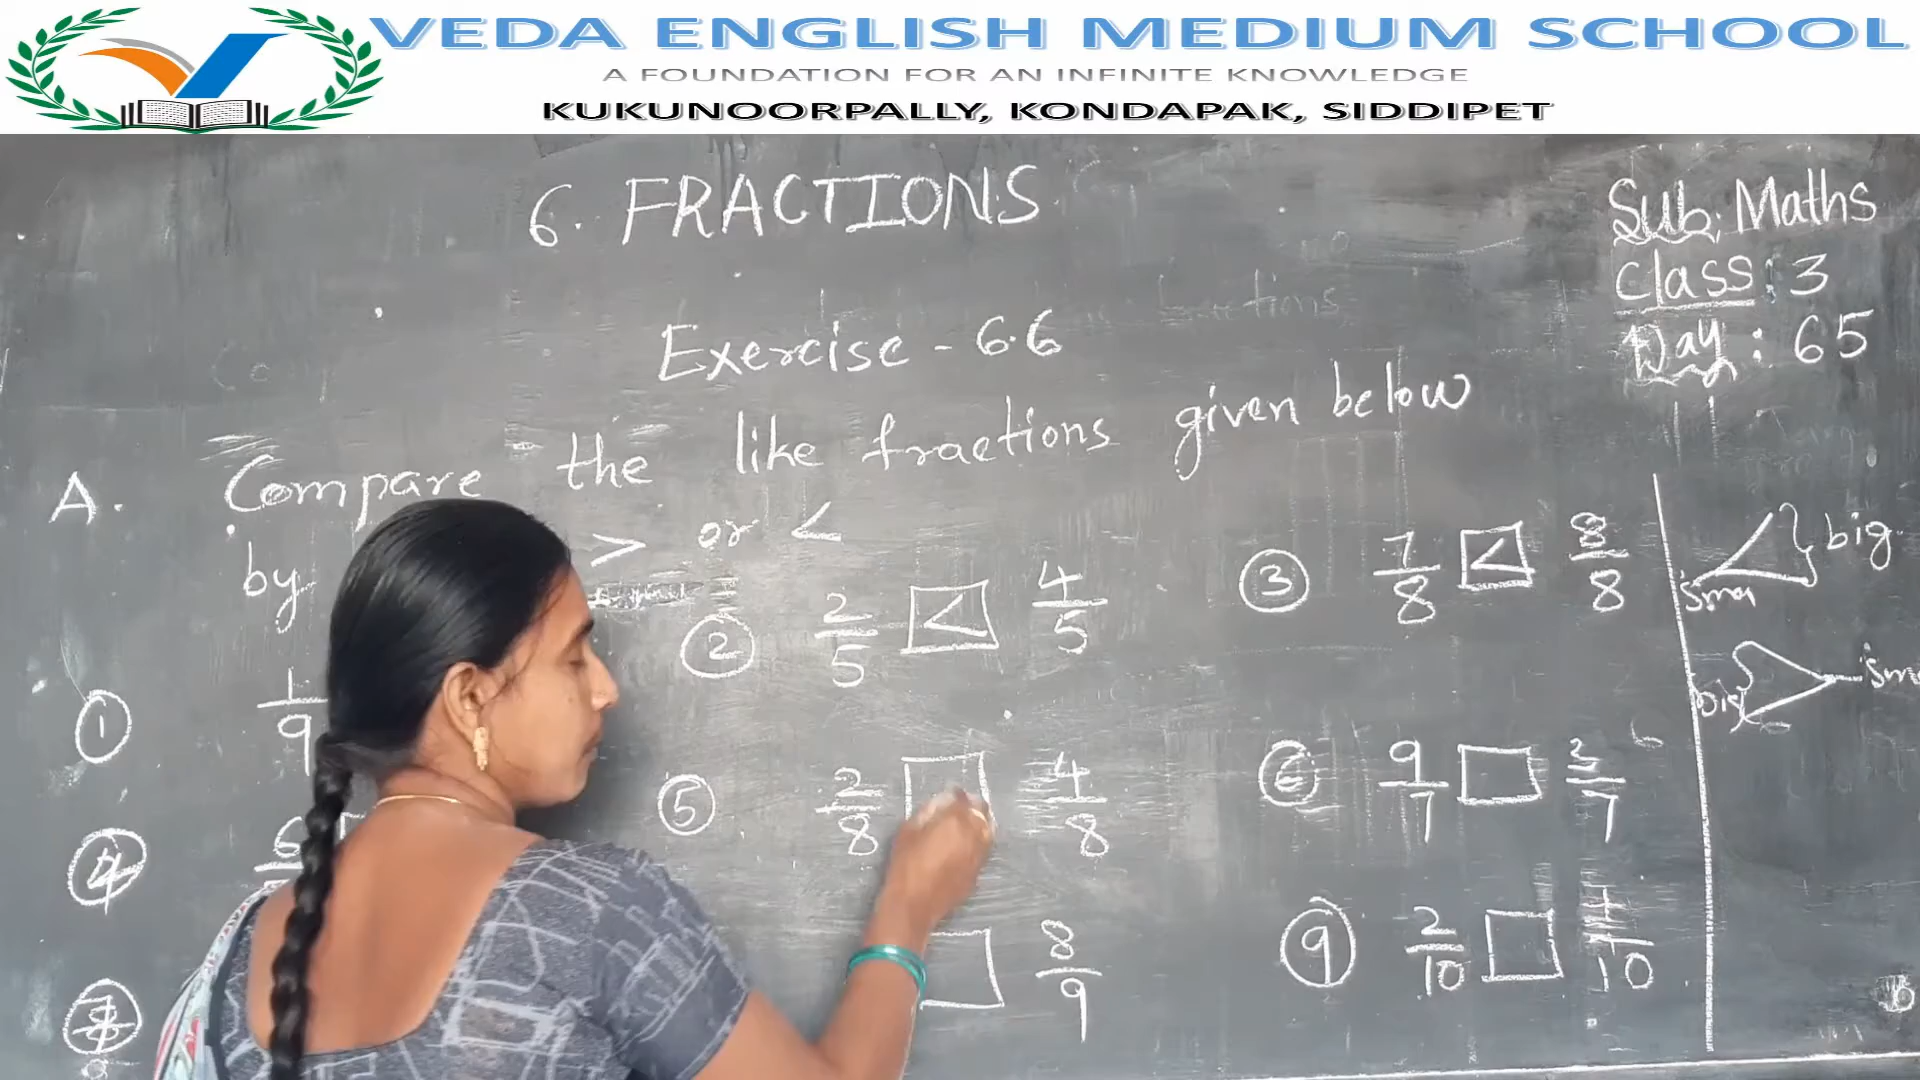 VEDA ENGLISH MEDIUM SCHOOL
A FOUNDATION FOR AN INFINITE KNOWLEDGE
KUKUNOORPALLY, KONDAPAK, SIDDIPET
6. FRACTIONS
Sub: Maths
Class: 3
Day: 65
Exercise - 6.6
A. Compare the like fractions given below
by > or <
① 1/9
② 2/5 < 4/5
③ 7/8 < 8/8
big
big
④ 6
⑤ 2/8 □ 4/8
⑥ 9/7 □ 3/7
□ 8/9
⑨ 2/10 □ /10